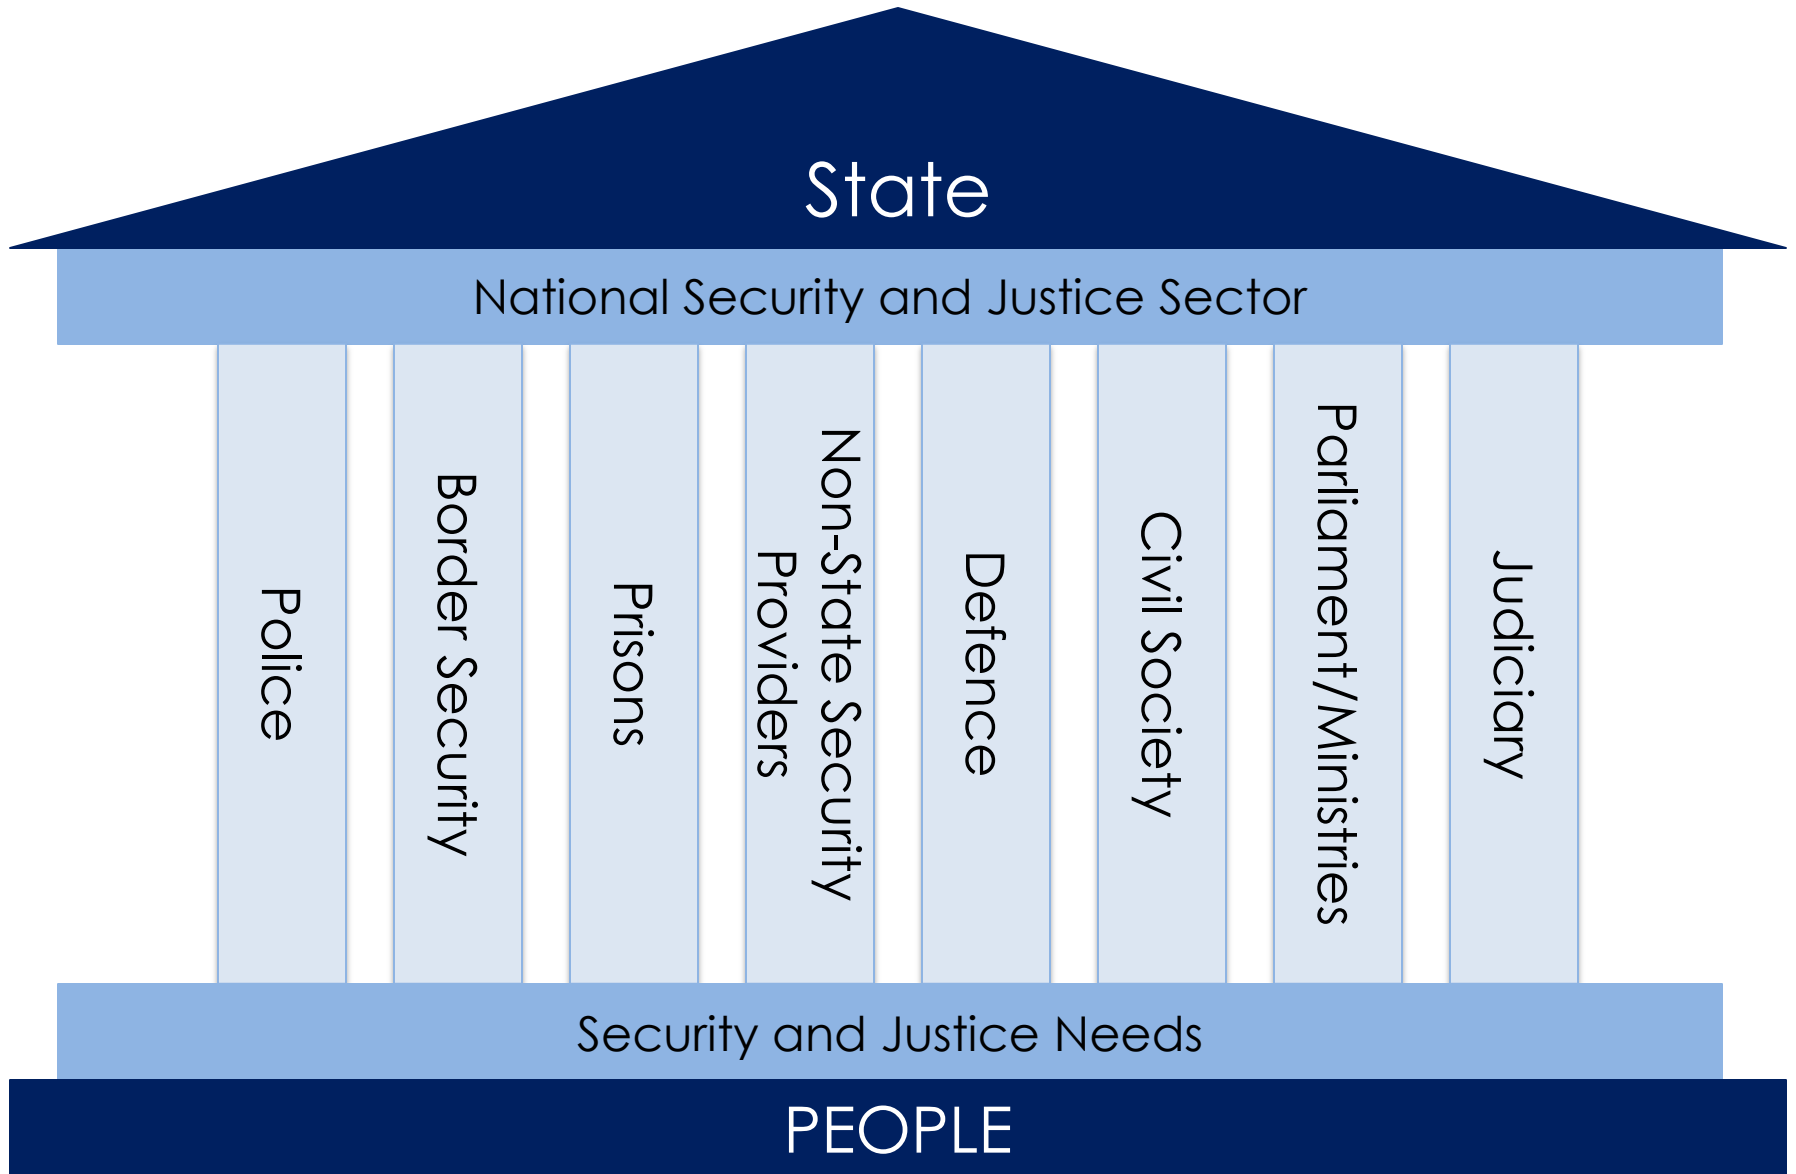 State
National Security and Justice Sector
Police
Border Security
Prisons
Non-State Security
Providers
Defence
Civil Society
Parliament/Ministries
Judiciary
Security and Justice Needs
PEOPLE